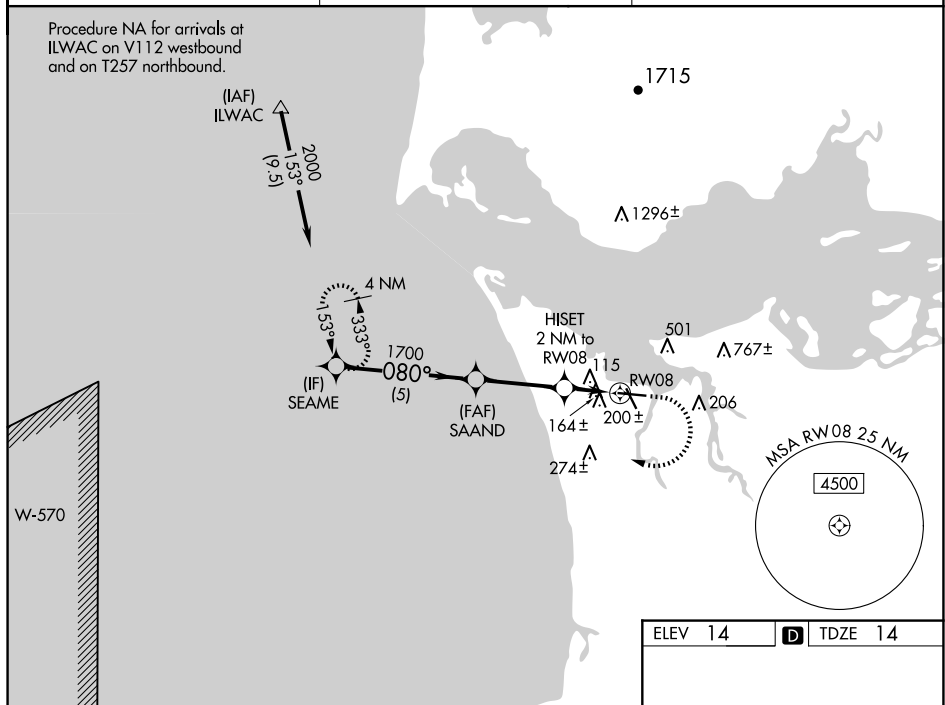 Procedure NA for arrivals at
ILWAC on V112 westbound
and on T257 northbound.
1715
(IAF)
ILWAC
2000
153°
(9.5)
1296±
4 NM
153°
333°
HISET
2 NM to
RW08
501
767±
1700
080°
(5)
115
RW08
(IF)
SEAME
(FAF)
SAAND
164±
200±
206
274±
MSA RW08 25 NM
4500
W-570
ELEV 14
D
TDZE 14